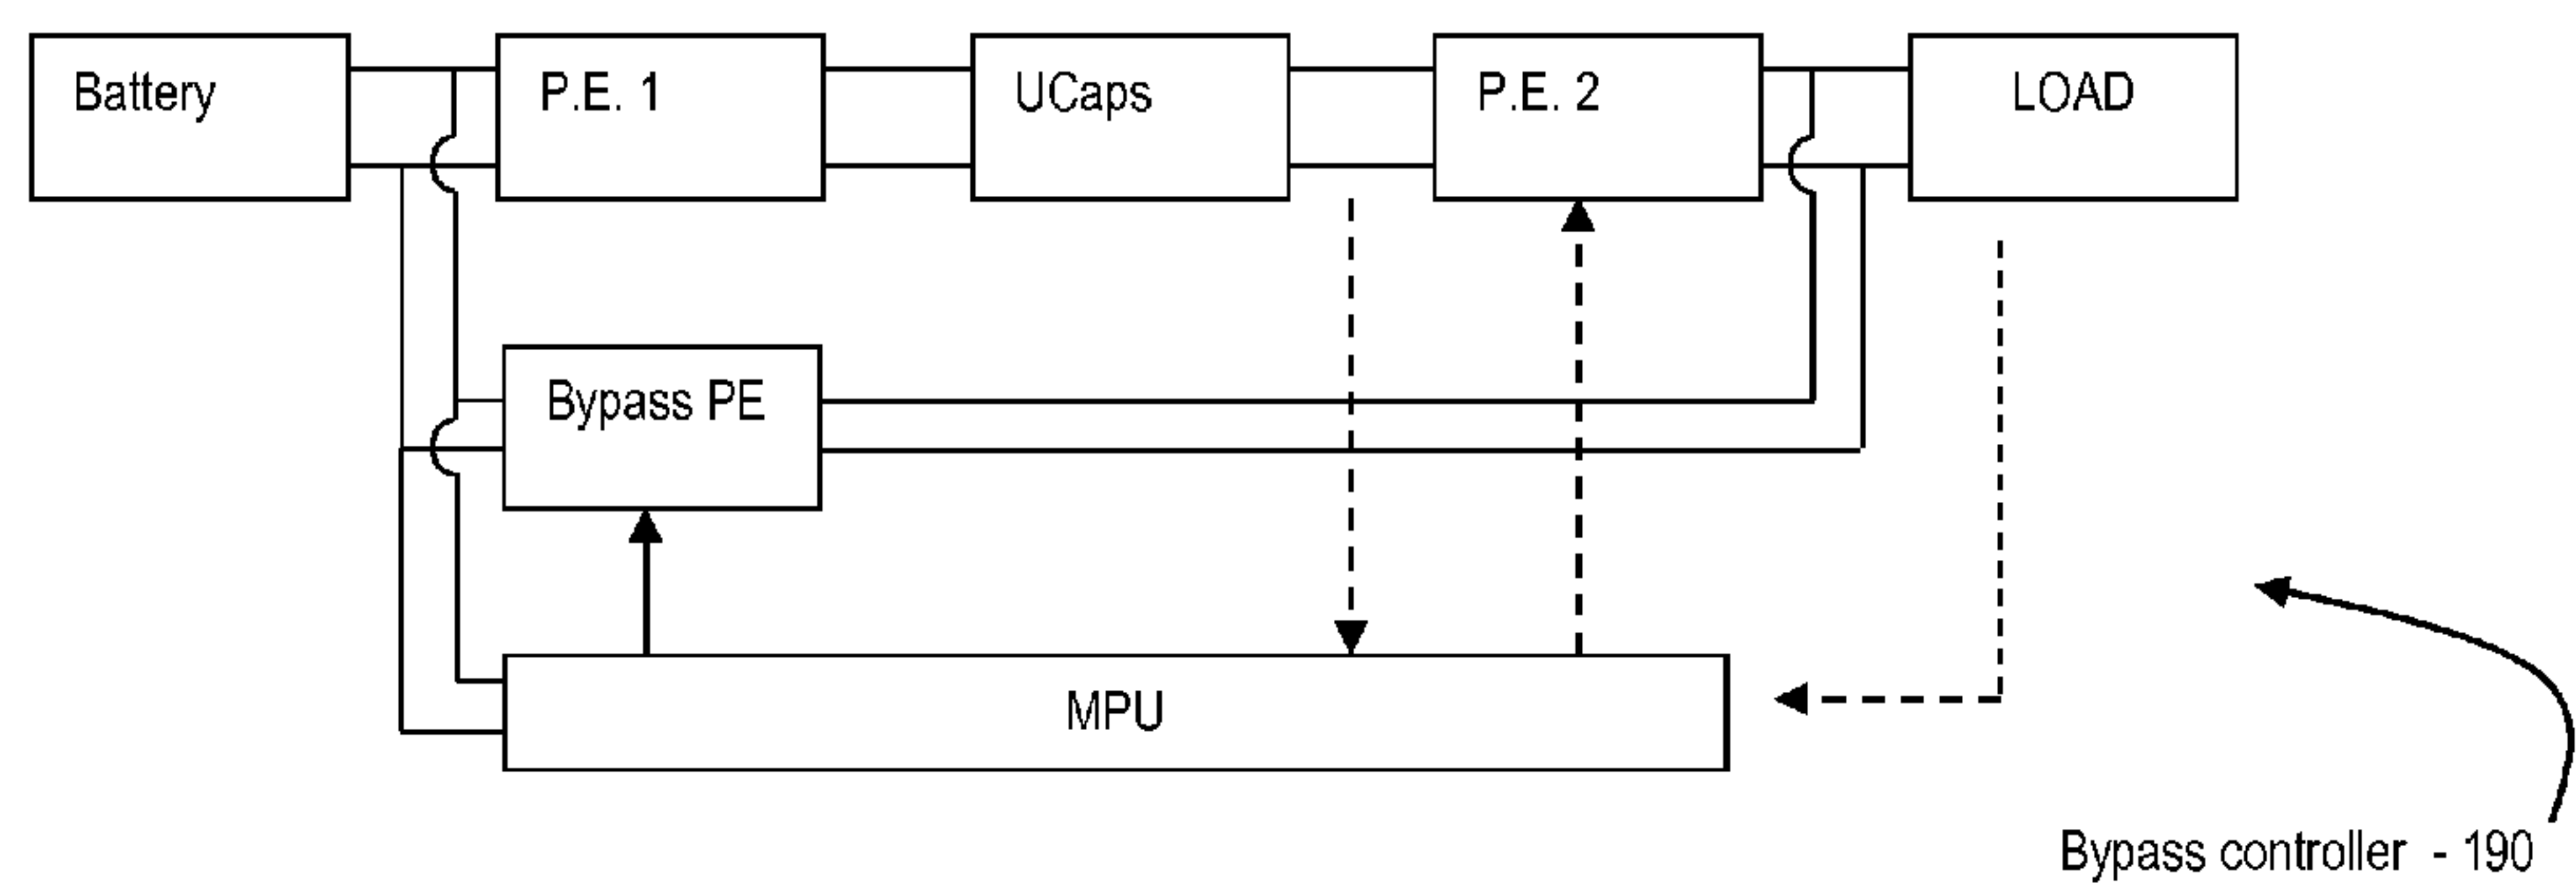 Battery
P.E. 1
UCaps
P.E. 2
LOAD
Bypass PE
MPU
Bypass controller - 190